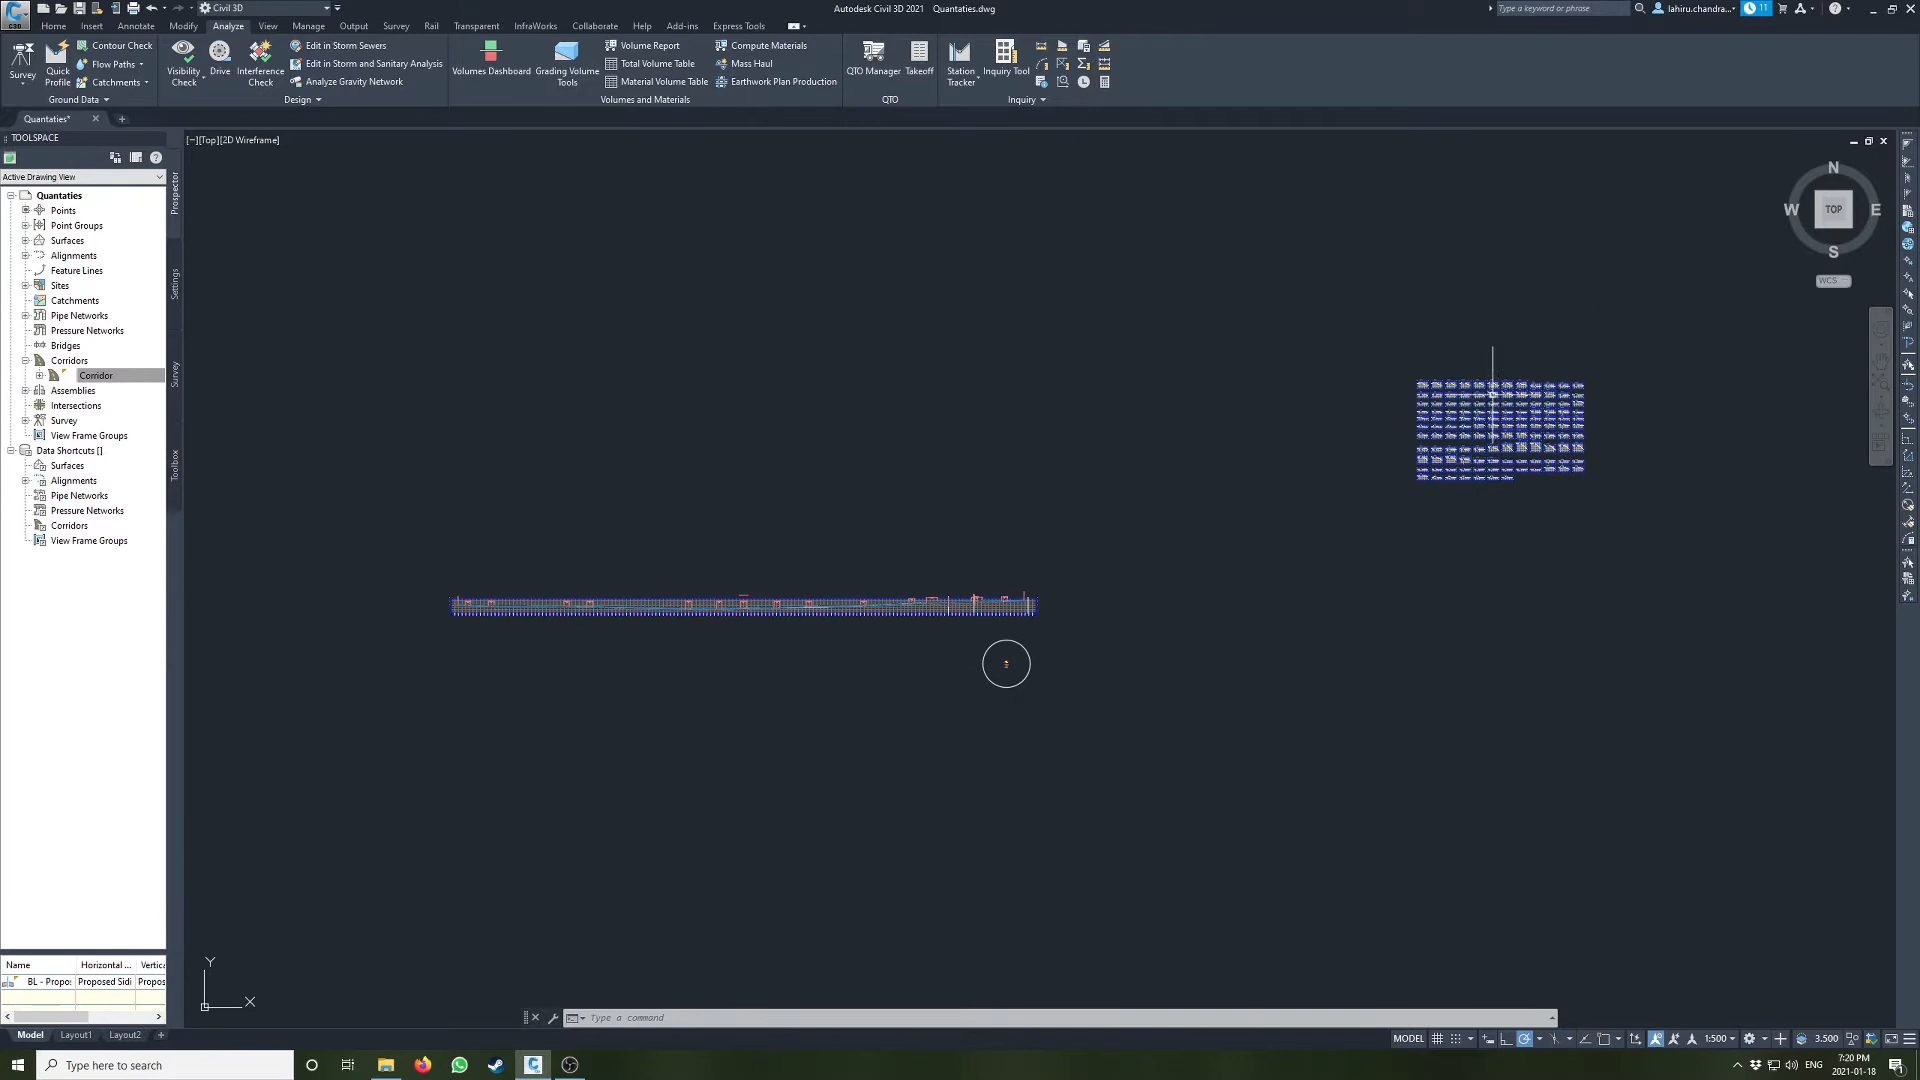 Civil 3D
Autodesk Civil 3D 2021 Quantaties.dwg
Type a keyword or phrase
lahiru.chandra...
11
Home Insert Annotate Modify Analyze View Manage Output Survey Rail Transparent InfraWorks Collaborate Help Add-ins Express Tools
Survey
Quick Profile
Contour Check
Flow Paths
Catchments
Ground Data
Visibility Check
Drive
Interference Check
Edit in Storm Sewers
Edit in Storm and Sanitary Analysis
Analyze Gravity Network
Design
Volumes Dashboard
Grading Volume Tools
Volume Report
Total Volume Table
Material Volume Table
Compute Materials
Mass Haul
Earthwork Plan Production
Volumes and Materials
QTO Manager
Takeoff
QTO
Station Tracker
Inquiry Tool
Inquiry
Quantaties*
TOOLSPACE
Active Drawing View
Quantaties
Points
Point Groups
Surfaces
Alignments
Feature Lines
Sites
Catchments
Pipe Networks
Pressure Networks
Bridges
Corridors
Corridor
Assemblies
Intersections
Survey
View Frame Groups
Data Shortcuts []
Surfaces
Alignments
Pipe Networks
Pressure Networks
Corridors
View Frame Groups
Prospector
Settings
Survey
Toolbox
[−][Top][2D Wireframe]
N
W TOP E
S
WCS
Y
X
Name Horizontal ... Vertica
BL - Propo: Proposed Sidi Propos
Type a command
Model Layout1 Layout2
MODEL 1:500 3.500
Type here to search
ENG
7:20 PM
2021-01-18